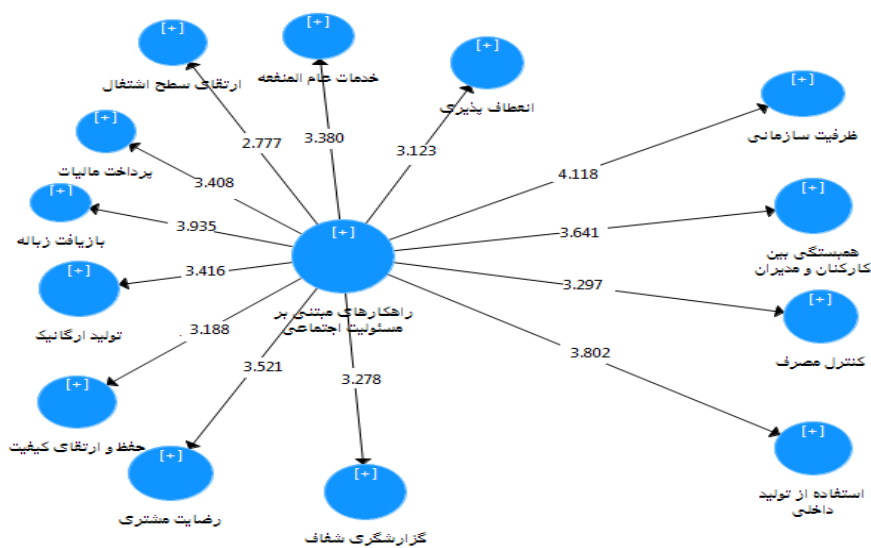 [+]
[+]
[+]
ارتقای سطح اشتغال
خدمات عام المنفعه
انعطاف پذیری
[+]
ظرفیت سازمانی
[+]
پرداخت مالیات
[+]
بازیافت زباله
[+]
همبستگی بین
کارکنان و مدیران
[+]
راهکارهای مبتنی بر
مسئولیت اجتماعی
[+]
تولید ارگانیک
[+]
کنترل مصرف
[+]
حفظ و ارتقای کیفیت
[+]
رضایت مشتری
[+]
گزارشگری شفاف
[+]
استفاده از تولید
داخلی
2.777
3.380
3.123
4.118
3.408
3.935
3.641
3.416
3.297
3.188
3.802
3.521
3.278